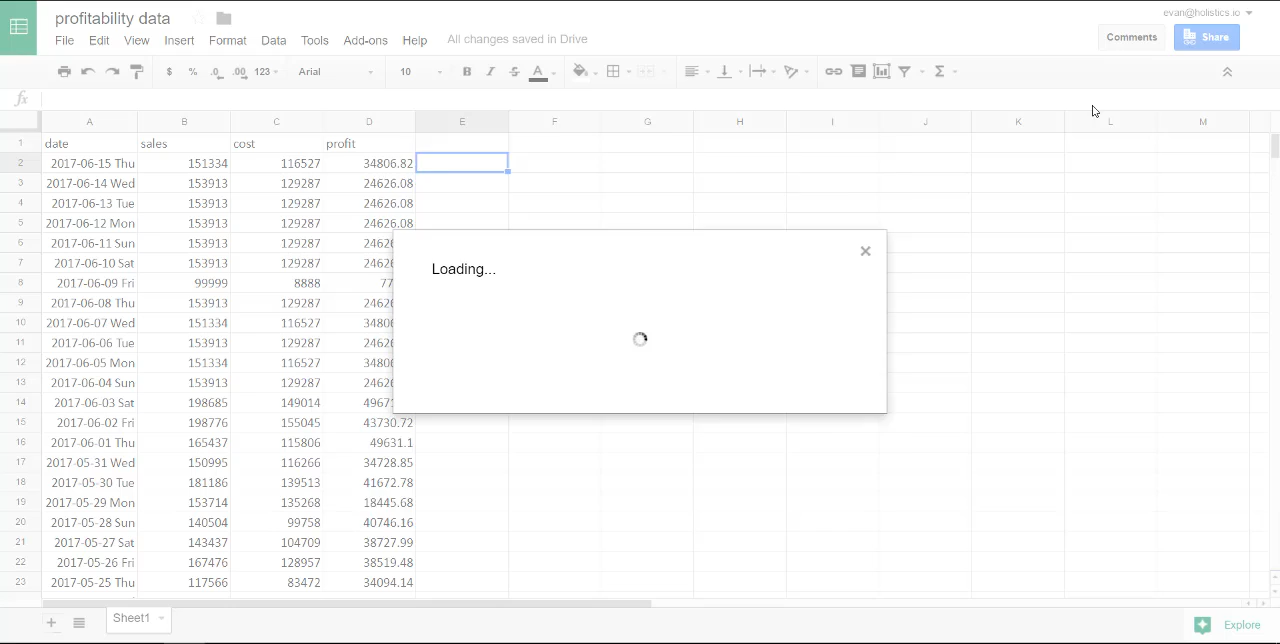 profitability data
evan@holistics.io
File Edit View Insert Format Data Tools Add-ons Help All changes saved in Drive
Comments Share
$ % .0 .00 123 Arial 10 B I S A Σ
fx
A B C D E F G H I J K L M
1 date sales cost profit
2 2017-06-15 Thu 151334 116527 34806.82
3 2017-06-14 Wed 153913 129287 24626.08
4 2017-06-13 Tue 153913 129287 24626.08
5 2017-06-12 Mon 153913 129287 24626.08
6 2017-06-11 Sun 153913 129287
7 2017-06-10 Sat 153913 129287
8 2017-06-09 Fri 99999 8888
9 2017-06-08 Thu 153913 129287
10 2017-06-07 Wed 151334 116527
11 2017-06-06 Tue 153913 129287
12 2017-06-05 Mon 151334 116527
13 2017-06-04 Sun 153913 129287
14 2017-06-03 Sat 198685 149014
15 2017-06-02 Fri 198776 155045 43730.72
16 2017-06-01 Thu 165437 115806 49631.1
17 2017-05-31 Wed 150995 116266 34728.85
18 2017-05-30 Tue 181186 139513 41672.78
19 2017-05-29 Mon 153714 135268 18445.68
20 2017-05-28 Sun 140504 99758 40746.16
21 2017-05-27 Sat 143437 104709 38727.99
22 2017-05-26 Fri 167476 128957 38519.48
23 2017-05-25 Thu 117566 83472 34094.14
Loading...
Sheet1
Explore